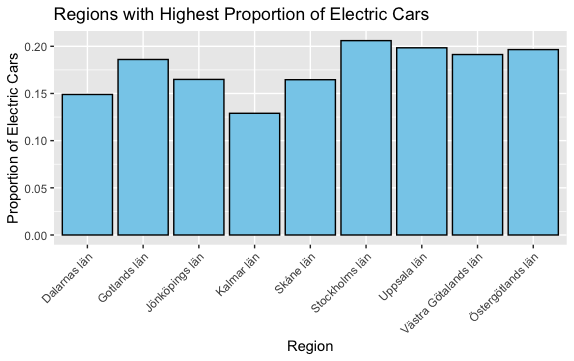 Regions with Highest Proportion of Electric Cars
Proportion of Electric Cars
0.20
0.15
0.10
0.05
0.00
Dalarnas län
Gotlands län
Jönköpings län
Kalmar län
Skåne län
Stockholms län
Uppsala län
Västra Götalands län
Östergötlands län
Region